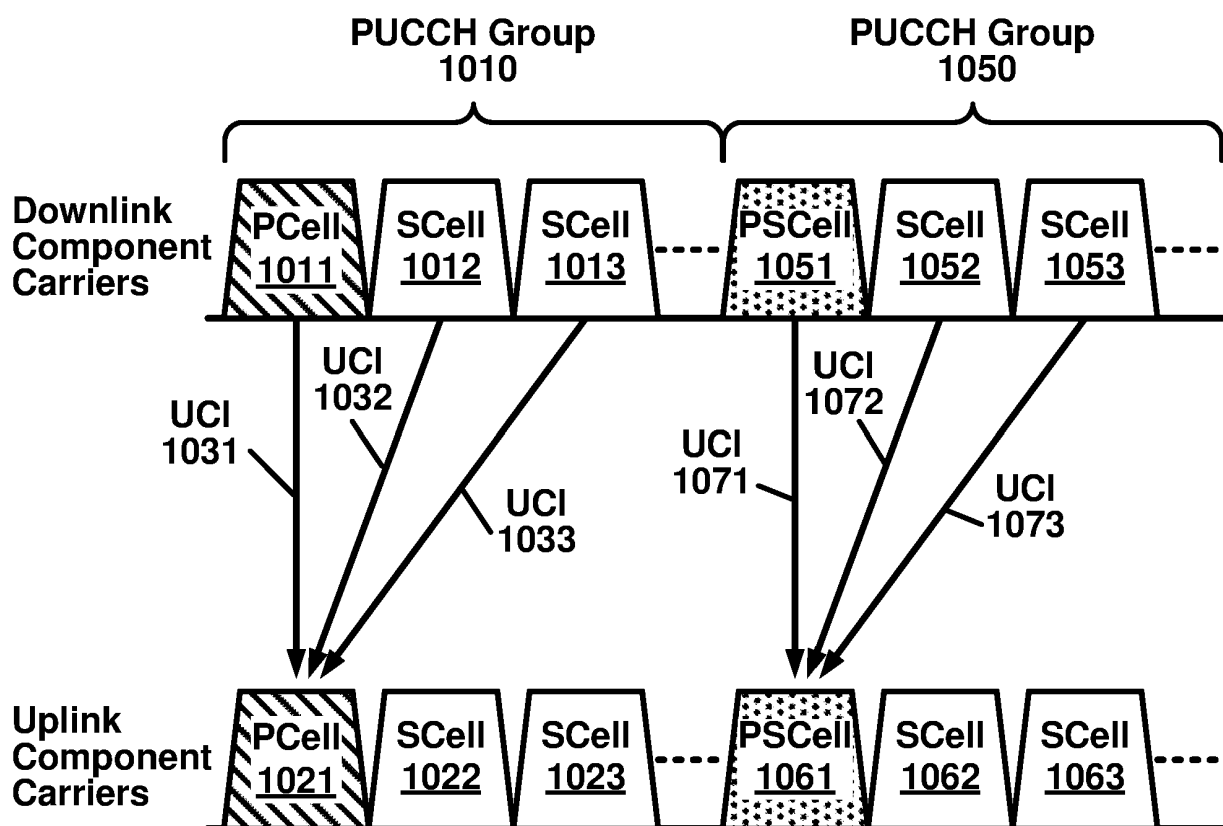 PUCCH Group
1010
PUCCH Group
1050
Downlink
Component
Carriers
PCell
1011
SCell
1012
SCell
1013
PSCell
1051
SCell
1052
SCell
1053
UCI
1031
UCI
1032
UCI
1033
UCI
1071
UCI
1072
UCI
1073
Uplink
Component
Carriers
PCell
1021
SCell
1022
SCell
1023
PSCell
1061
SCell
1062
SCell
1063